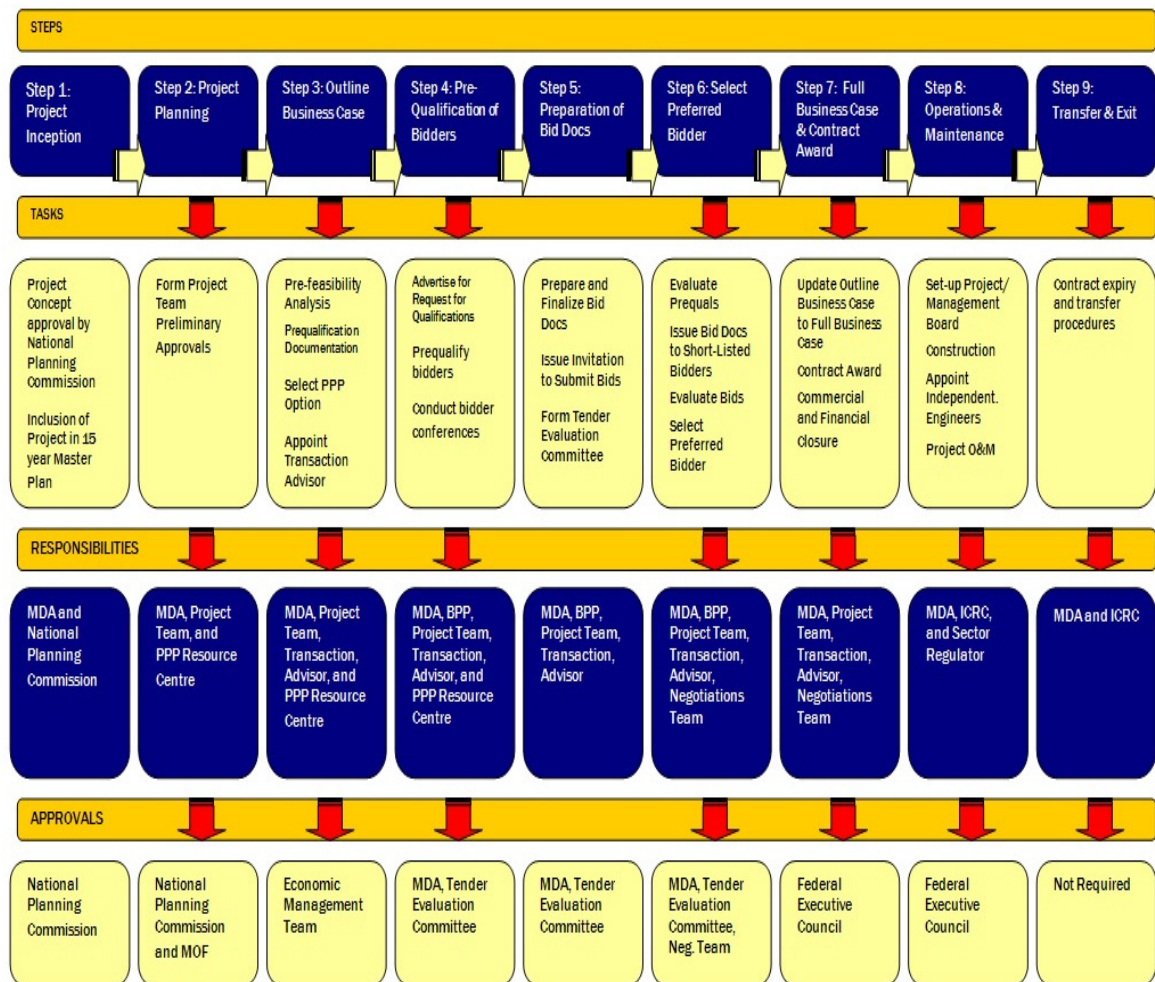 STEPS
Step 1:
Project
Inception
Step 2: Project
Planning
Step 3: Outline
Business Case
Step 4: Pre-
Qualification of
Bidders
Step 5:
Preparation of
Bid Docs
Step 6: Select
Preferred
Bidder
Step 7: Full
Business Case
& Contract
Award
Step 8:
Operations &
Maintenance
Step 9:
Transfer & Exit
TASKS
Project
Concept
approval by
National
Planning
Commission
Inclusion of
Project in 15
year Master
Plan
Form Project
Team
Preliminary
Approvals
Pre-feasibility
Analysis
Prequalification
Documentation
Select PPP
Option
Appoint
Transaction
Advisor
Advertise for
Request for
Qualifications
Prequalify
bidders
Conduct bidder
conferences
Prepare and
Finalize Bid
Docs
Issue Invitation
to Submit Bids
Form Tender
Evaluation
Committee
Evaluate
Prequals
Issue Bid Docs
to Short-Listed
Bidders
Evaluate Bids
Select
Preferred
Bidder
Update Outline
Business Case
to Full Business
Case
Contract Award
Commercial
and Financial
Closure
Set-up Project/
Management
Board
Construction
Appoint
Independent.
Engineers
Project O&M
Contract expiry
and transfer
procedures
RESPONSIBILITIES
MDA and
National
Planning
Commission
MDA, Project
Team, and
PPP Resource
Centre
MDA, Project
Team,
Transaction,
Advisor, and
PPP Resource
Centre
MDA, BPP,
Project Team,
Transaction,
Advisor, and
PPP Resource
Centre
MDA, BPP,
Project Team,
Transaction,
Advisor
MDA, BPP,
Project Team,
Transaction,
Advisor,
Negotiations
Team
MDA, Project
Team,
Transaction,
Advisor,
Negotiations
Team
MDA, ICRC,
and Sector
Regulator
MDA and ICRC
APPROVALS
National
Planning
Commission
National
Planning
Commission
and MOF
Economic
Management
Team
MDA, Tender
Evaluation
Committee
MDA, Tender
Evaluation
Committee
MDA, Tender
Evaluation
Committee,
Neg. Team
Federal
Executive
Council
Federal
Executive
Council
Not Required